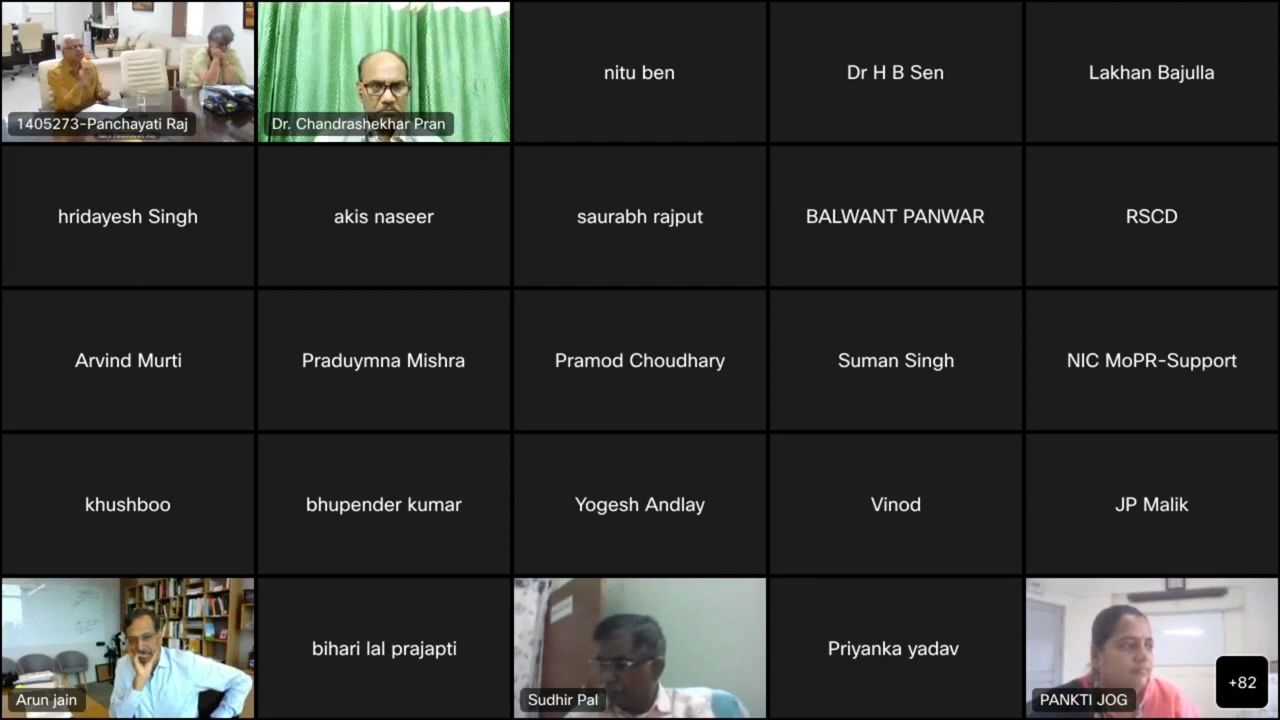 1405273-Panchayati Raj
Dr. Chandrashekhar Pran
nitu ben
Dr H B Sen
Lakhan Bajulla
hridayesh Singh
akis naseer
saurabh rajput
BALWANT PANWAR
RSCD
Arvind Murti
Praduymna Mishra
Pramod Choudhary
Suman Singh
NIC MoPR-Support
khushboo
bhupender kumar
Yogesh Andlay
Vinod
JP Malik
Arun jain
bihari lal prajapti
Sudhir Pal
Priyanka yadav
PANKTI JOG
+82